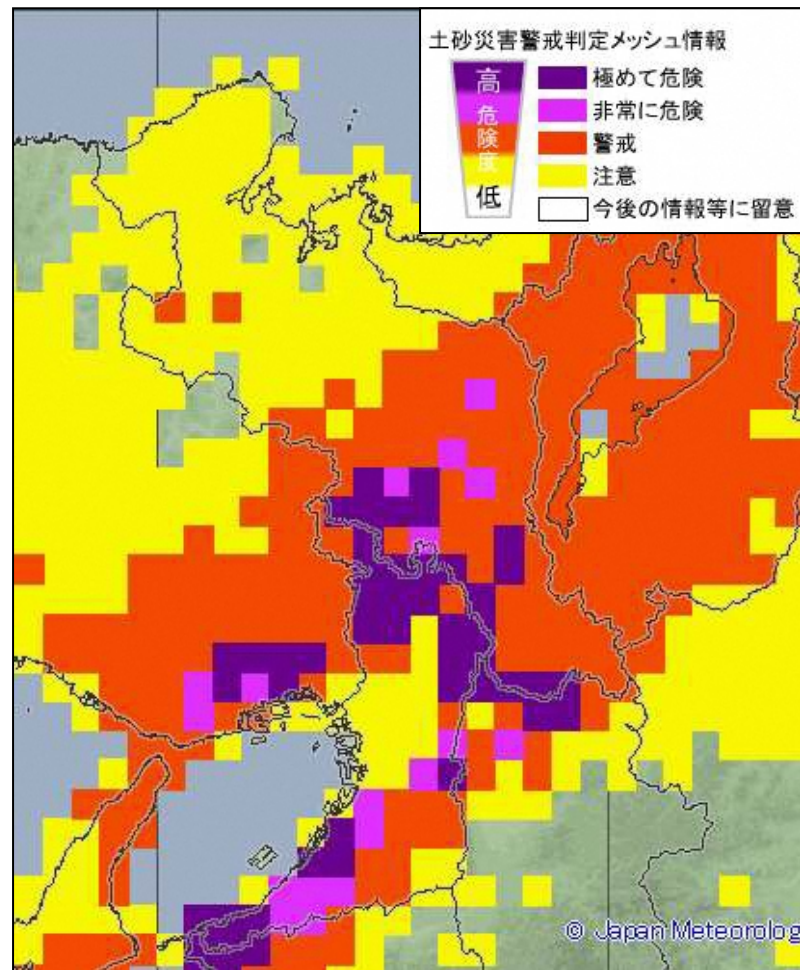 土砂災害警戒判定メッシュ情報
高
危
険
度
低
極めて危険
非常に危険
警戒
注意
今後の情報等に留意
© Japan Meteorolog